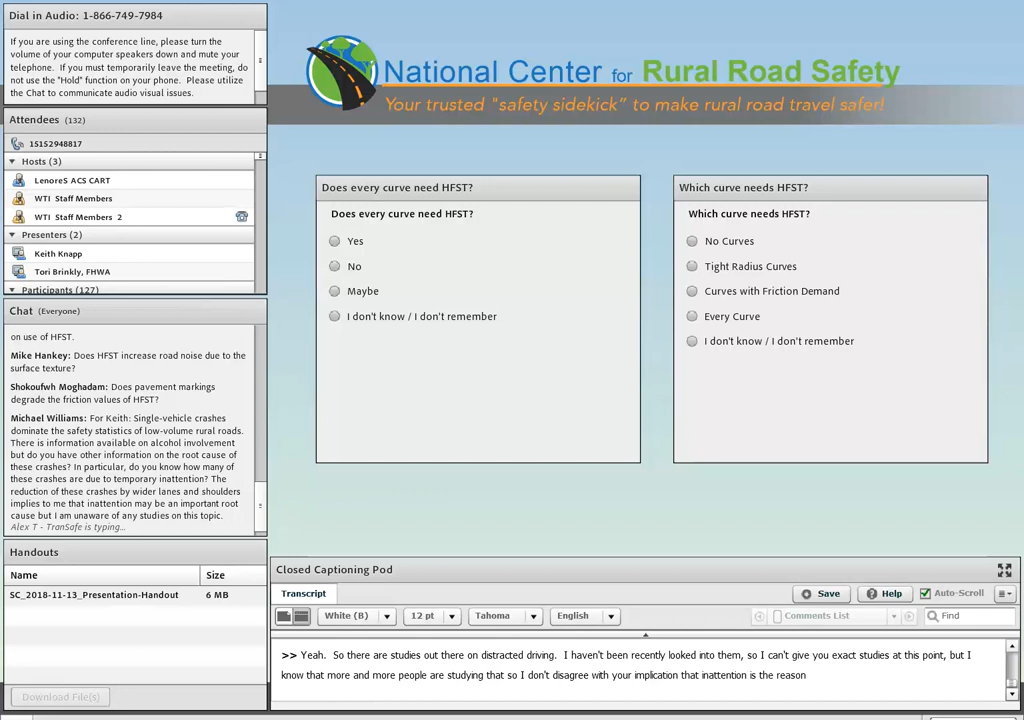 Dial in Audio: 1-866-749-7984
If you are using the conference line, please turn the
volume of your computer speakers down and mute your
telephone. If you must temporarily leave the meeting, do
not use the "Hold" function on your phone. Please utilize
the Chat to communicate audio visual issues.
Attendees (132)
15152948817
Hosts (3)
LenoreS ACS CART
WTI Staff Members
WTI Staff Members 2
Presenters (2)
Keith Knapp
Tori Brinkly, FHWA
Participants (127)
Chat (Everyone)
on use of HFST.
Mike Hankey: Does HFST increase road noise due to the
surface texture?
Shokoufwh Moghadam: Does pavement markings
degrade the friction values of HFST?
Michael Williams: For Keith: Single-vehicle crashes
dominate the safety statistics of low-volume rural roads.
There is information available on alcohol involvement
but do you have other information on the root cause of
these crashes? In particular, do you know how many of
these crashes are due to temporary inattention? The
reduction of these crashes by wider lanes and shoulders
implies to me that inattention may be an important root
cause but I am unaware of any studies on this topic.
Alex T - TranSafe is typing...
Handouts
Name Size
SC_2018-11-13_Presentation-Handout 6 MB
Download File(s)
National Center for Rural Road Safety
Your trusted "safety sidekick" to make rural road travel safer!
Does every curve need HFST?
Does every curve need HFST?
Yes
No
Maybe
I don't know / I don't remember
Which curve needs HFST?
Which curve needs HFST?
No Curves
Tight Radius Curves
Curves with Friction Demand
Every Curve
I don't know / I don't remember
Closed Captioning Pod
Transcript Save Help Auto-Scroll
White (B) 12 pt Tahoma English Comments List Find
>> Yeah. So there are studies out there on distracted driving. I haven't been recently looked into them, so I can't give you exact studies at this point, but I
know that more and more people are studying that so I don't disagree with your implication that inattention is the reason